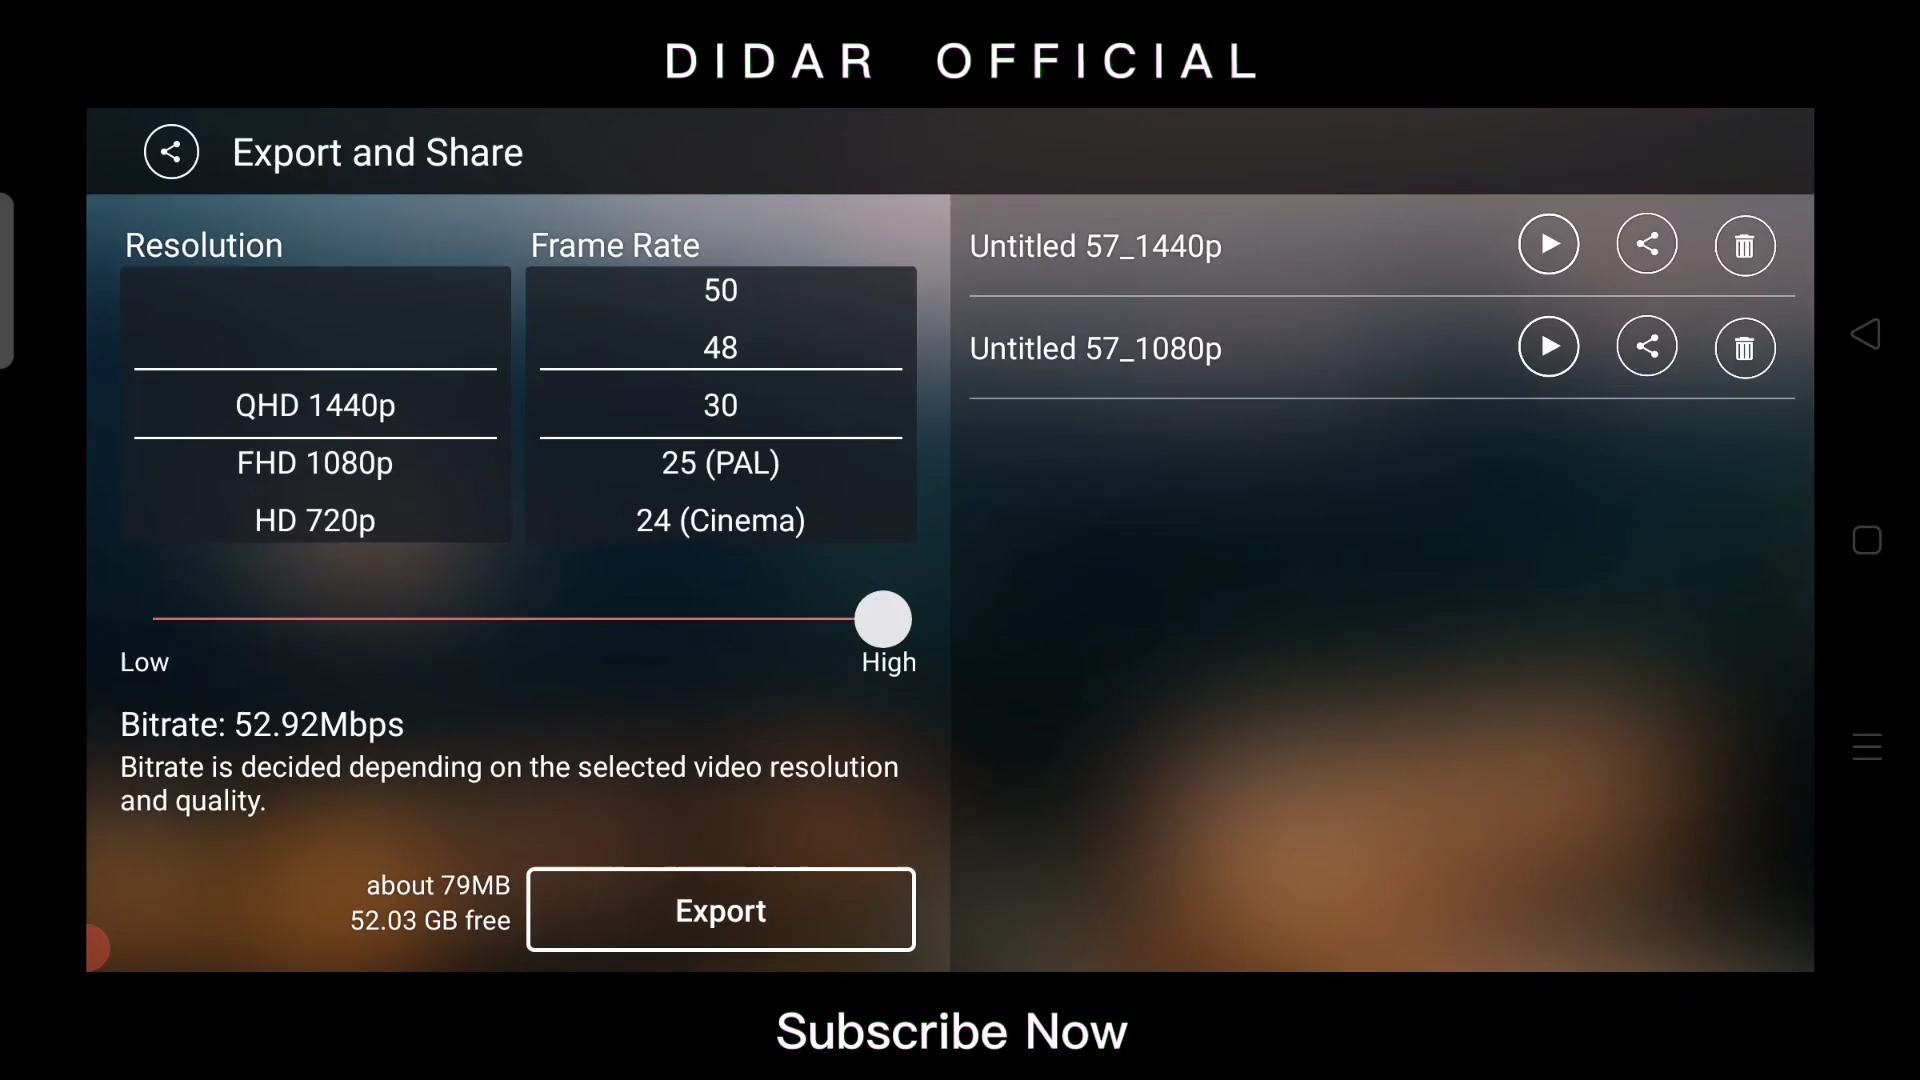 DIDAR OFFICIAL
Export and Share
Resolution
QHD 1440p
FHD 1080p
HD 720p
Frame Rate
50
48
30
25 (PAL)
24 (Cinema)
Low
High
Bitrate: 52.92Mbps
Bitrate is decided depending on the selected video resolution
and quality.
about 79MB
52.03 GB free
Export
Untitled 57_1440p
Untitled 57_1080p
Subscribe Now